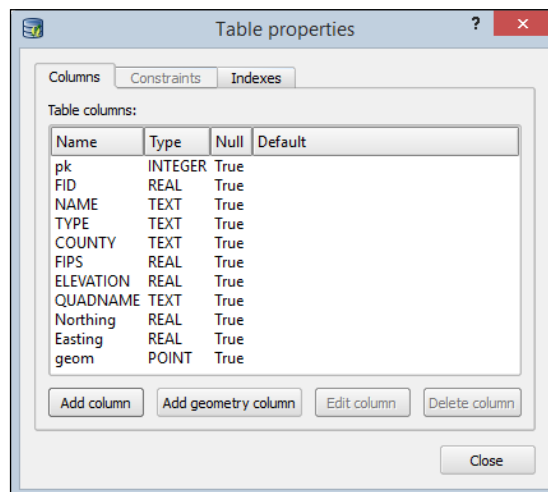 Table properties
? ×
Columns Constraints Indexes
Table columns:
Name Type Null Default
pk INTEGER True
FID REAL True
NAME TEXT True
TYPE TEXT True
COUNTY TEXT True
FIPS REAL True
ELEVATION REAL True
QUADNAME TEXT True
Northing REAL True
Easting REAL True
geom POINT True
Add column Add geometry column Edit column Delete column
Close